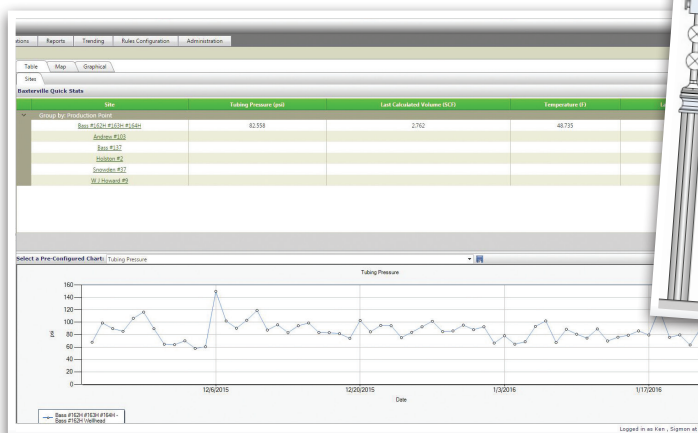 Reports Trending Rules Configuration Administration
Table Map Graphical
Sites
Baxterville Quick Stats
Site Tubing Pressure (psi) Last Calculated Volume (SCF) Temperature (F)
Group by: Production Point
Bass #162H #163H #164H 82.558 2.762 48.735
Andrew #103
Bass #137
Holston #2
Snowden #37
W J Howard #9
Select a Pre-Configured Chart: Tubing Pressure
Tubing Pressure
160
140
120
100
psi
80
60
40
20
0
12/6/2015 12/20/2015 1/3/2016 1/17/2016
Date
Bass #162H #163H #164H -
Bass #162H Wellhead
Logged in as Ken , Sigmon at